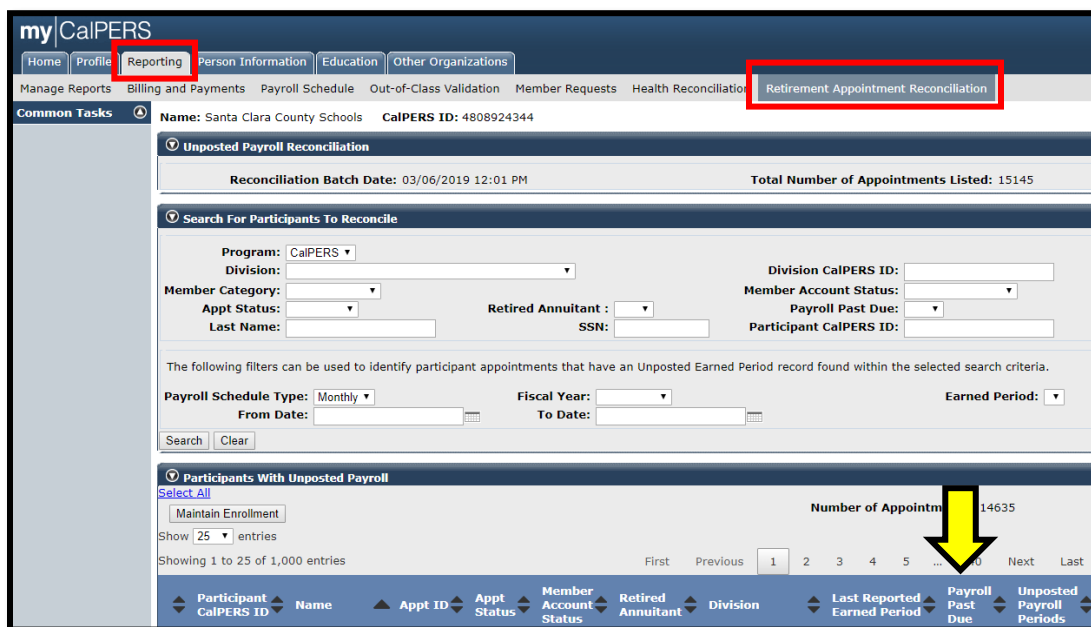 my|CalPERS
Home Profile Reporting Person Information Education Other Organizations
Manage Reports Billing and Payments Payroll Schedule Out-of-Class Validation Member Requests Health Reconciliation Retirement Appointment Reconciliation
Common Tasks
Name: Santa Clara County Schools CalPERS ID: 4808924344
Unposted Payroll Reconciliation
Reconciliation Batch Date: 03/06/2019 12:01 PM Total Number of Appointments Listed: 15145
Search For Participants To Reconcile
Program: CalPERS
Division: Division CalPERS ID:
Member Category: Member Account Status:
Appt Status: Retired Annuitant : Payroll Past Due:
Last Name: SSN: Participant CalPERS ID:
The following filters can be used to identify participant appointments that have an Unposted Earned Period record found within the selected search criteria.
Payroll Schedule Type: Monthly Fiscal Year: Earned Period:
From Date: To Date:
Search Clear
Participants With Unposted Payroll
Select All
Maintain Enrollment Number of 14635
Show 25 entries
Showing 1 to 25 of 1,000 entries First Previous 1 2 3 4 5 ... Next Last
Participant CalPERS ID Name Appt ID Appt Status Member Account Status Retired Annuitant Division Last Reported Earned Period Payroll Past Due Unposted Payroll Periods